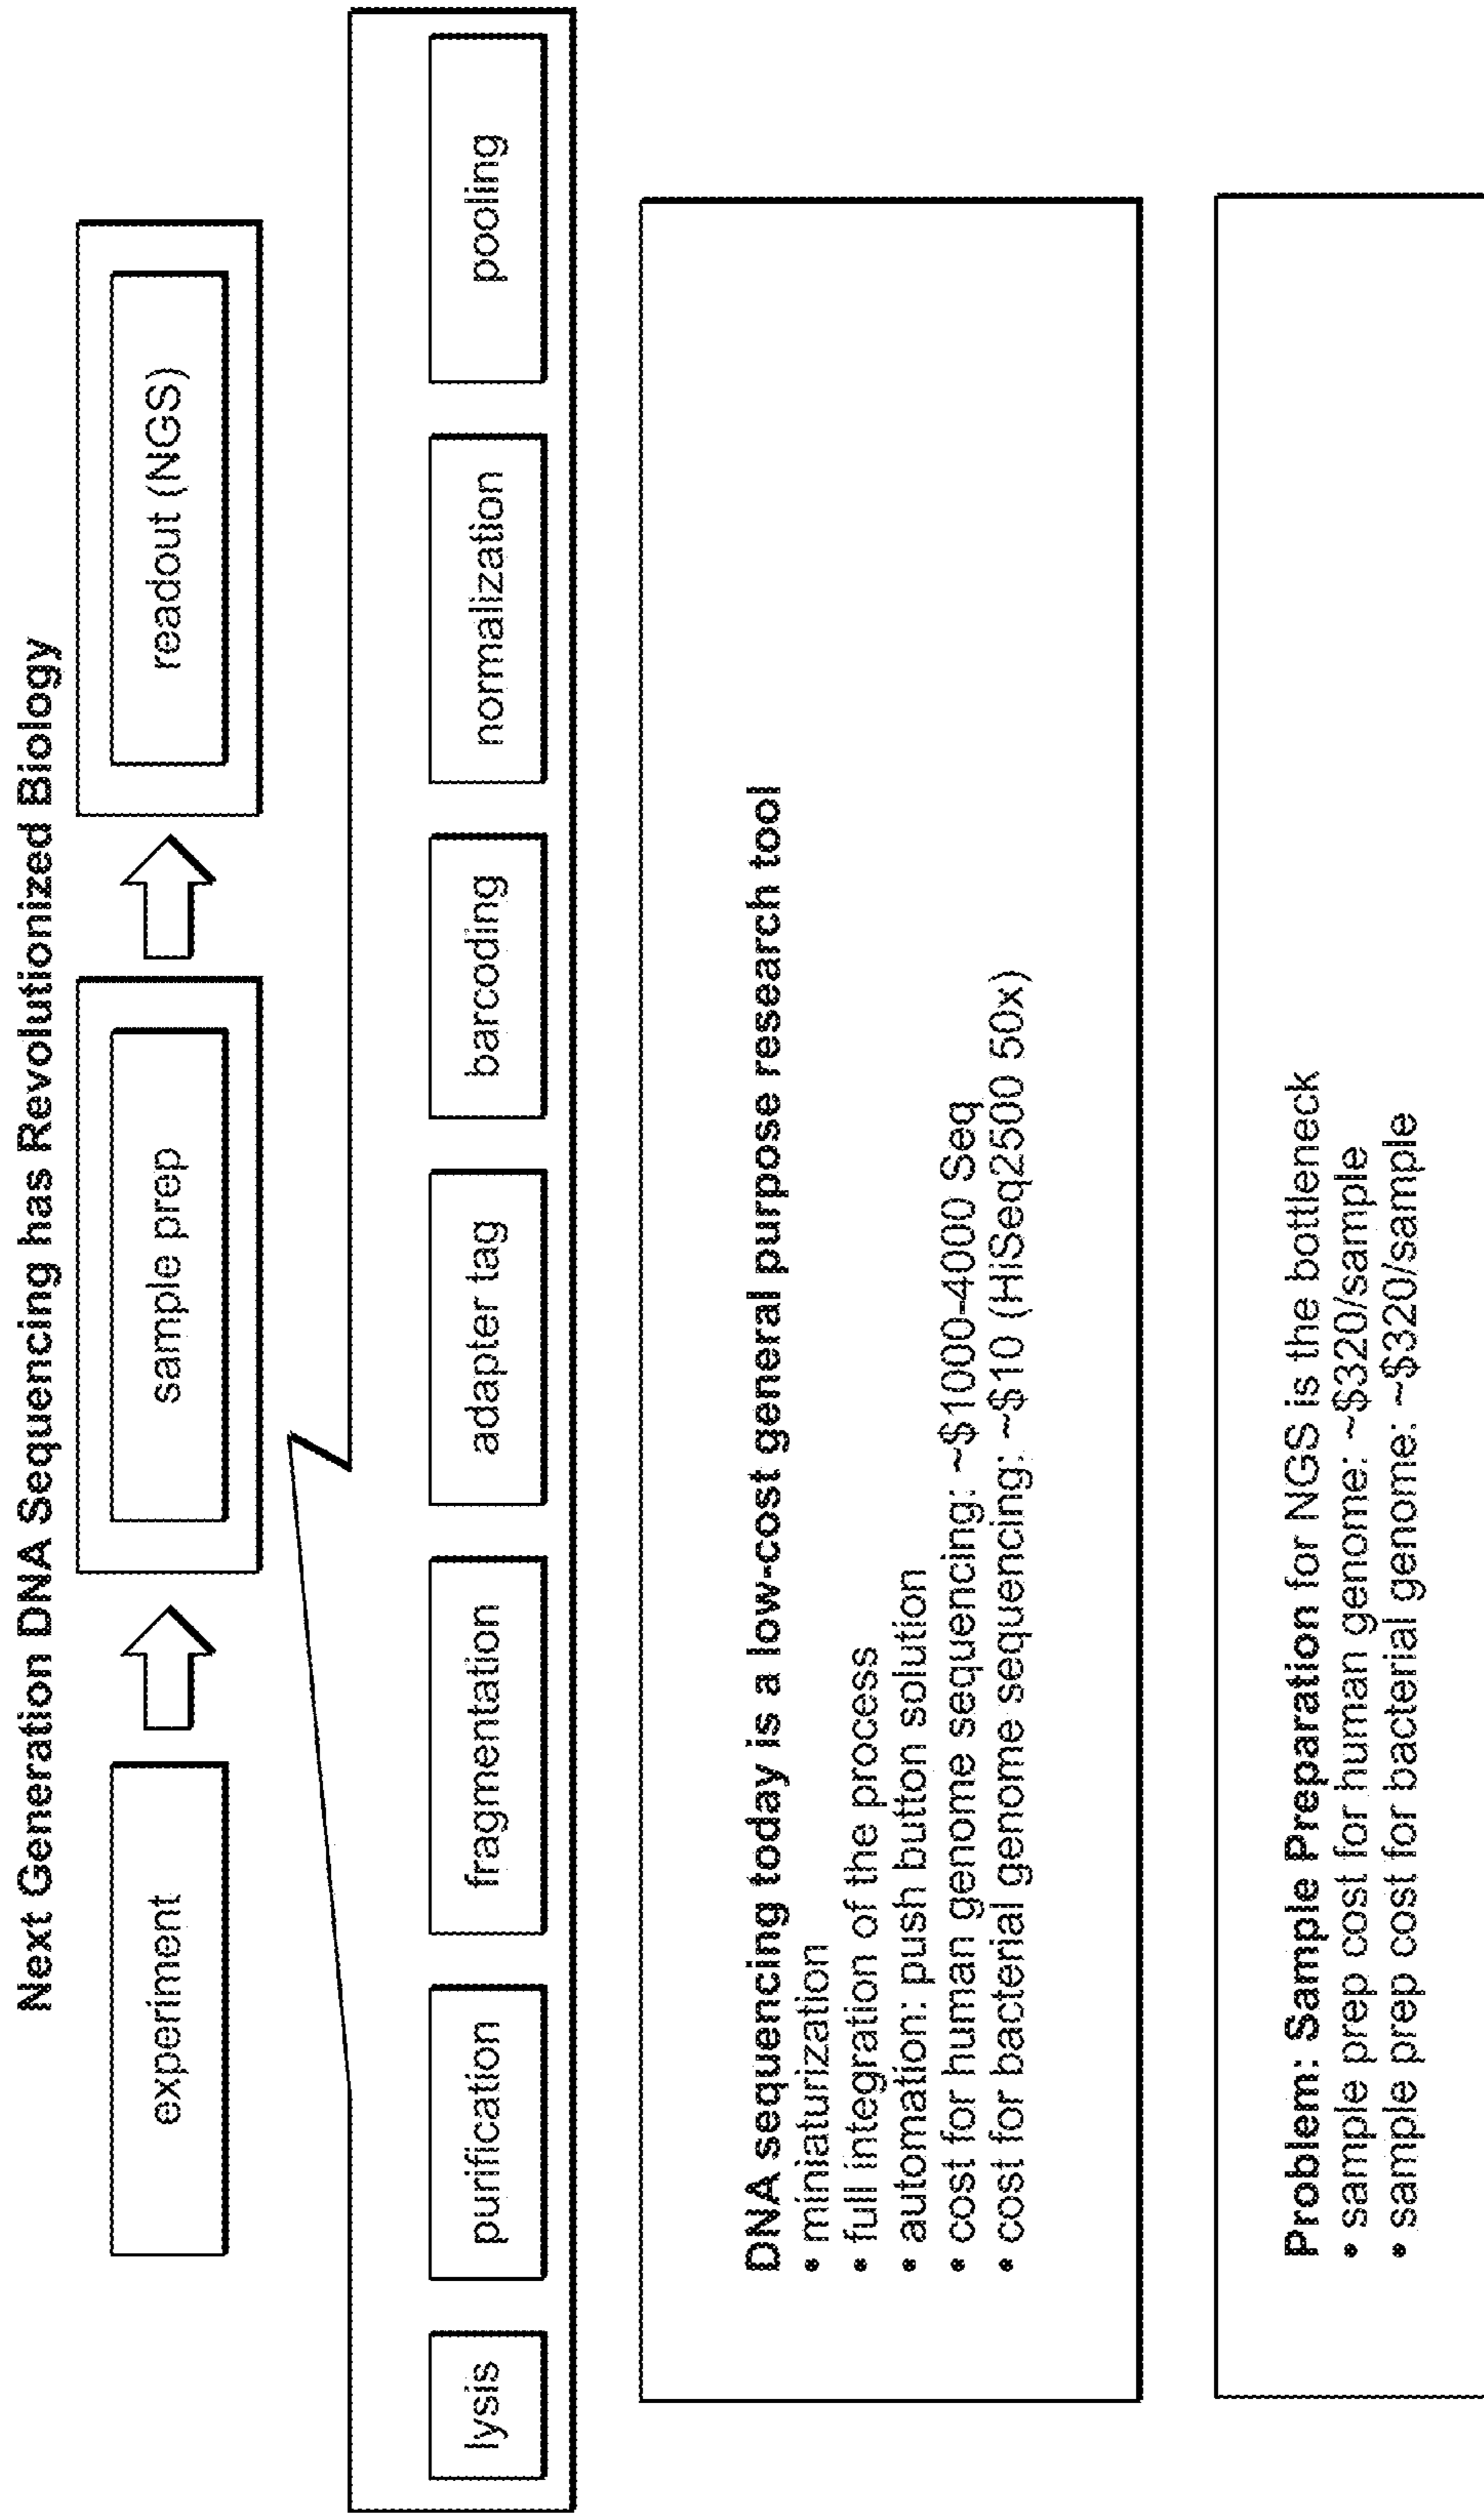 Next Generation DNA Sequencing has Revolutionized Biology
experiment
sample prep
readout (NGS)
lysis
purification
fragmentation
adapter tag
barcoding
normalization
pooling
DNA sequencing today is a low-cost general purpose research tool
• miniaturization
• full integration of the process
• automation: push button solution
• cost for human genome sequencing: ~$1000-4000 Seq
• cost for bacterial genome sequencing: ~$10 (HiSeq2500 50x)
Problem: Sample Preparation for NGS is the bottleneck
• sample prep cost for human genome: ~$320/sample
• sample prep cost for bacterial genome: ~$320/sample